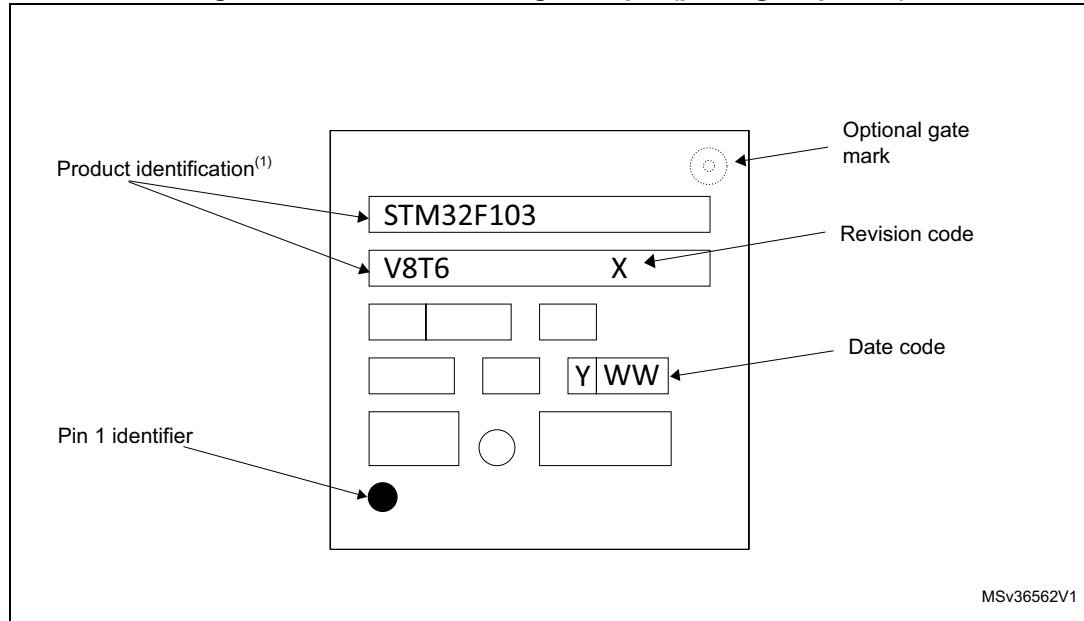 Optional gate
mark
Product identification(1)
STM32F103
Revision code
V8T6 X
Date code
Y WW
Pin 1 identifier
MSv36562V1